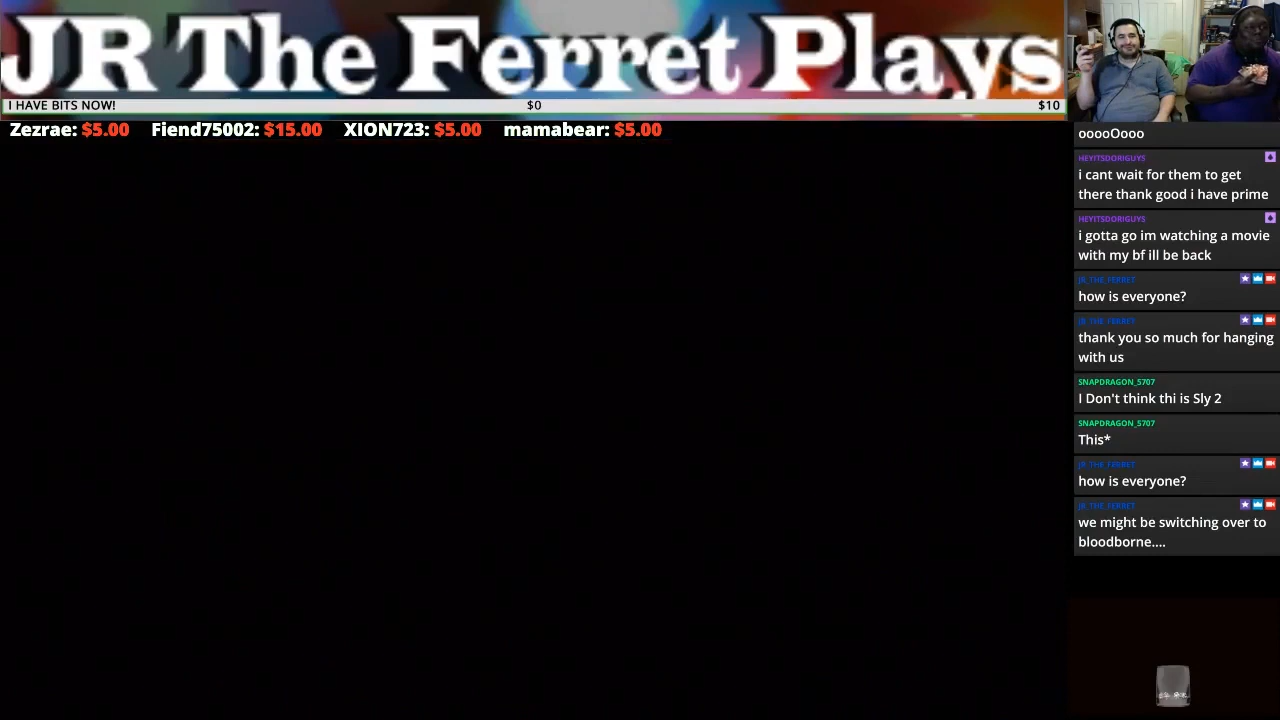 JR The Ferret Plays
I HAVE BITS NOW! $0 $10
Zezrae: $5.00 Fiend75002: $15.00 XION723: $5.00 mamabear: $5.00
ooooOooo
HEYITSDORIGUYS
i cant wait for them to get
there thank good i have prime
HEYITSDORIGUYS
i gotta go im watching a movie
with my bf ill be back
JR_THE_FERRET
how is everyone?
JR_THE_FERRET
thank you so much for hanging
with us
SNAPDRAGON_5707
I Don't think thi is Sly 2
SNAPDRAGON_5707
This*
JR_THE_FERRET
how is everyone?
JR_THE_FERRET
we might be switching over to
bloodborne....